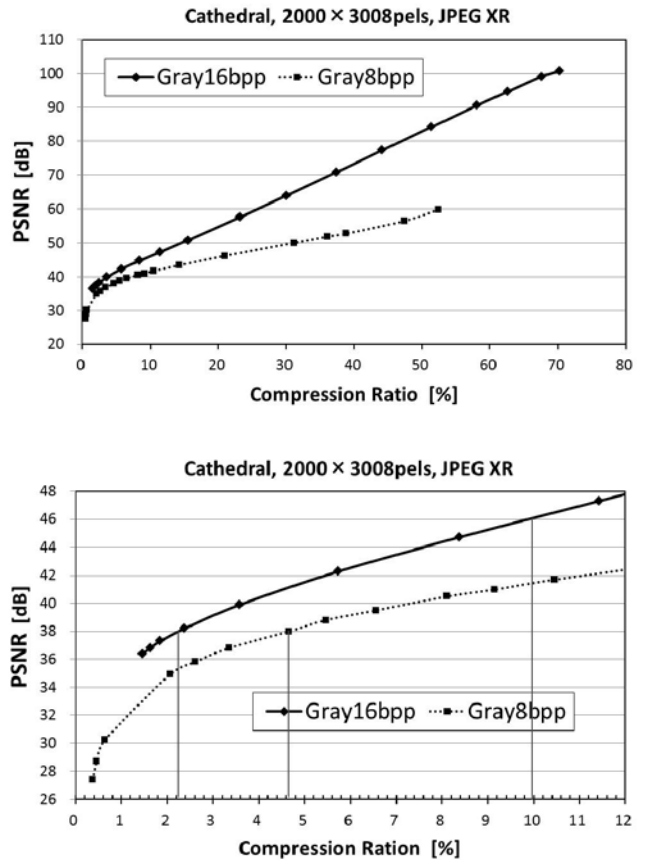 Cathedral, 2000 × 3008pels, JPEG XR
110
100
90
80
70
60
50
40
30
20
PSNR [dB]
Gray16bpp Gray8bpp
0 10 20 30 40 50 60 70 80
Compression Ratio [%]
Cathedral, 2000 × 3008pels, JPEG XR
48
46
44
42
40
38
36
34
32
30
28
26
PSNR [dB]
Gray16bpp Gray8bpp
0 1 2 3 4 5 6 7 8 9 10 11 12
Compression Ration [%]